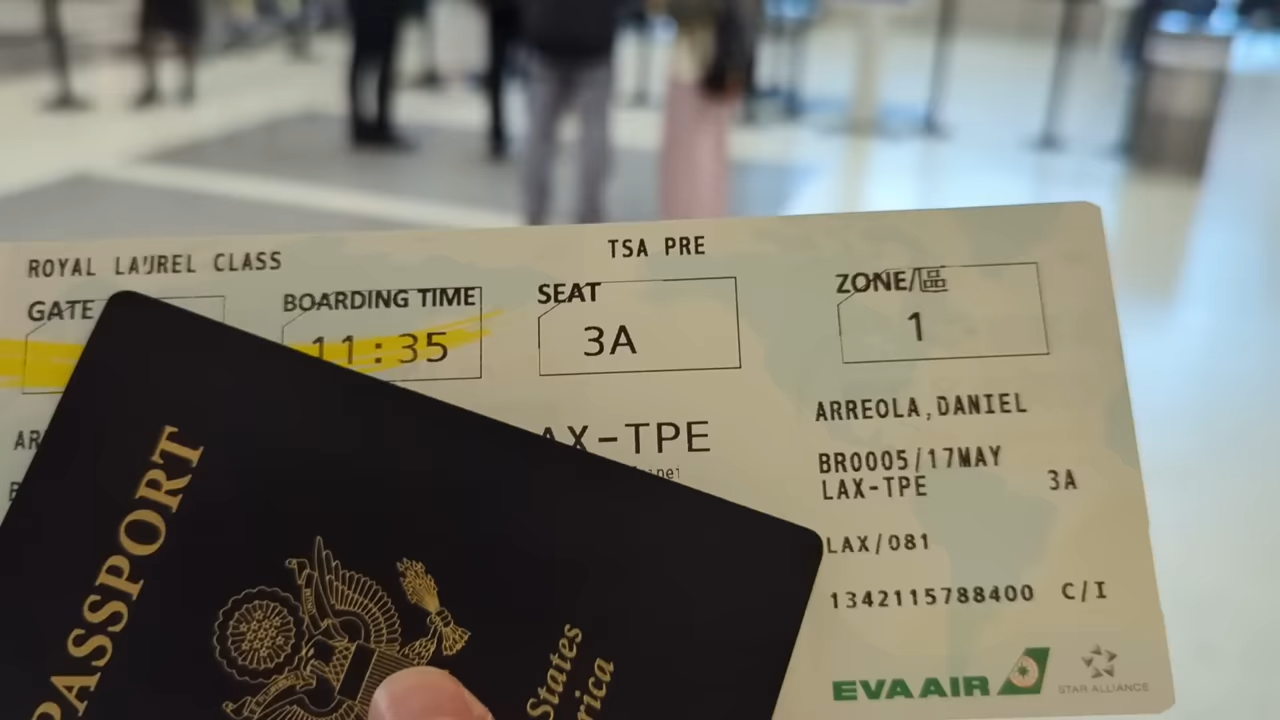 ROYAL LAUREL CLASS
TSA PRE
GATE
BOARDING TIME
11:35
SEAT
3A
ZONE/區
1
AR
AX-TPE
ARREOLA,DANIEL
BR0005/17MAY
LAX-TPE 3A
LAX/081
1342115788400 C/I
EVA AIR
STAR ALLIANCE
PASSPORT
States
rica